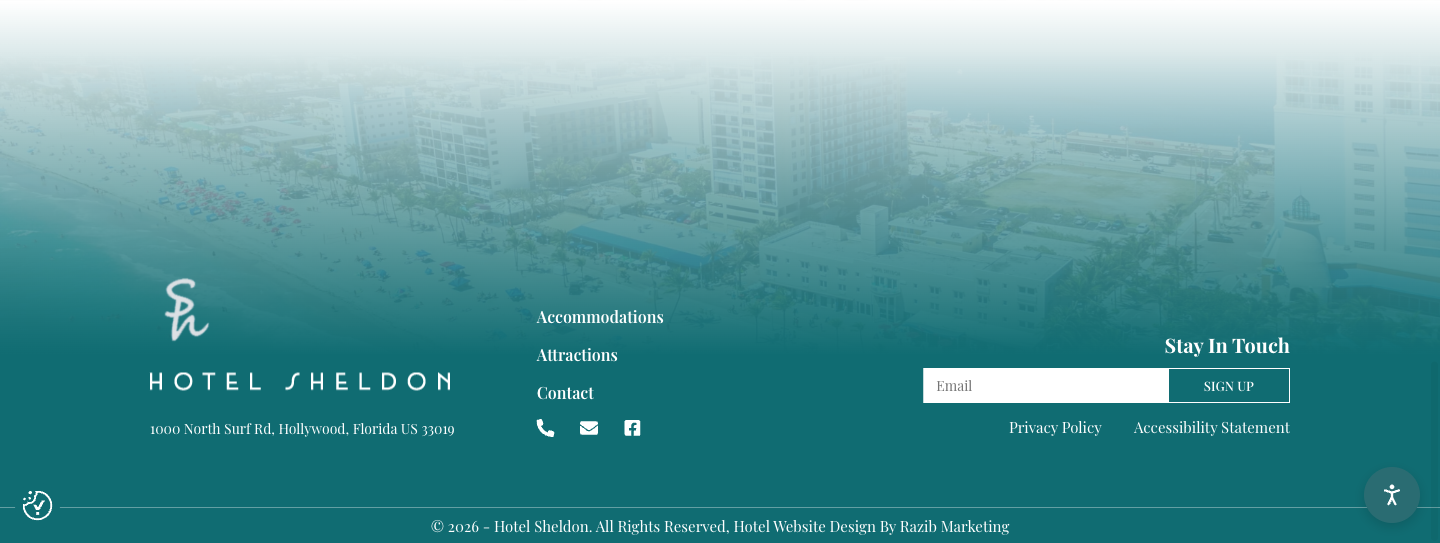 Sh
HOTEL SHELDON
1000 North Surf Rd, Hollywood, Florida US 33019
Accommodations
Attractions
Contact
Stay In Touch
Email SIGN UP
Privacy Policy Accessibility Statement
© 2026 - Hotel Sheldon. All Rights Reserved, Hotel Website Design By Razib Marketing